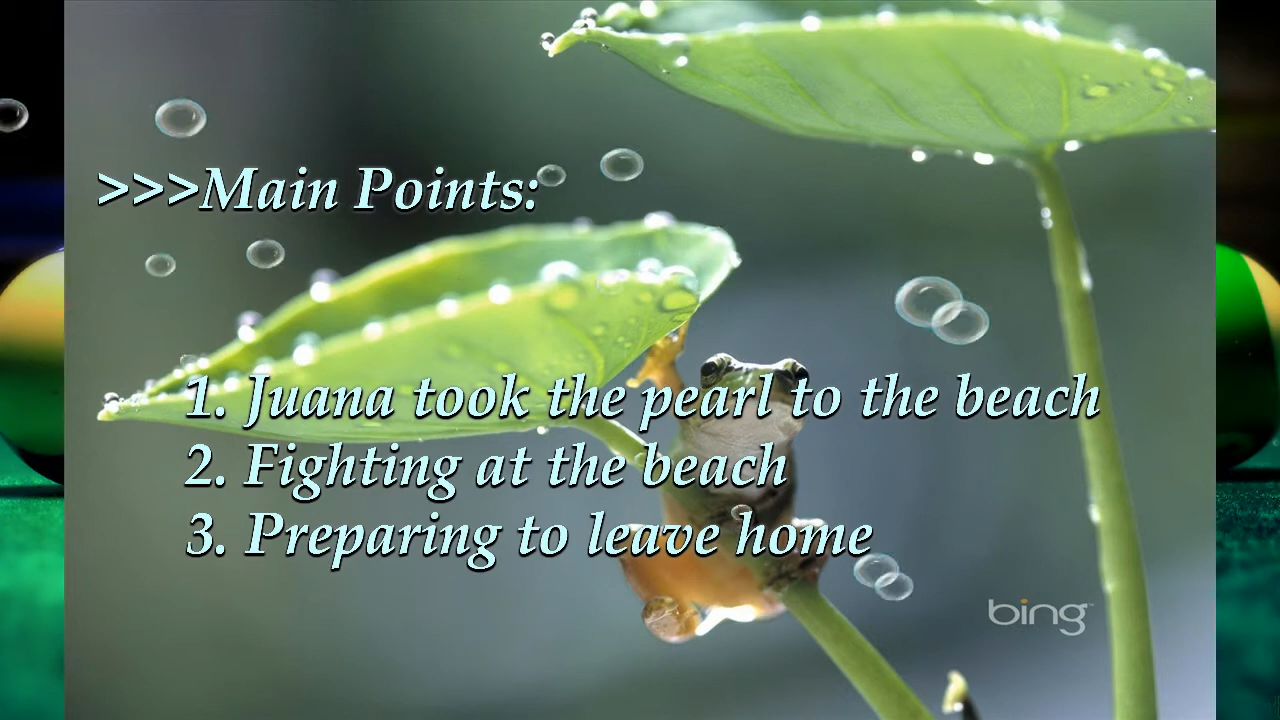 >>>Main Points:
1. Juana took the pearl to the beach
2. Fighting at the beach
3. Preparing to leave home
bing